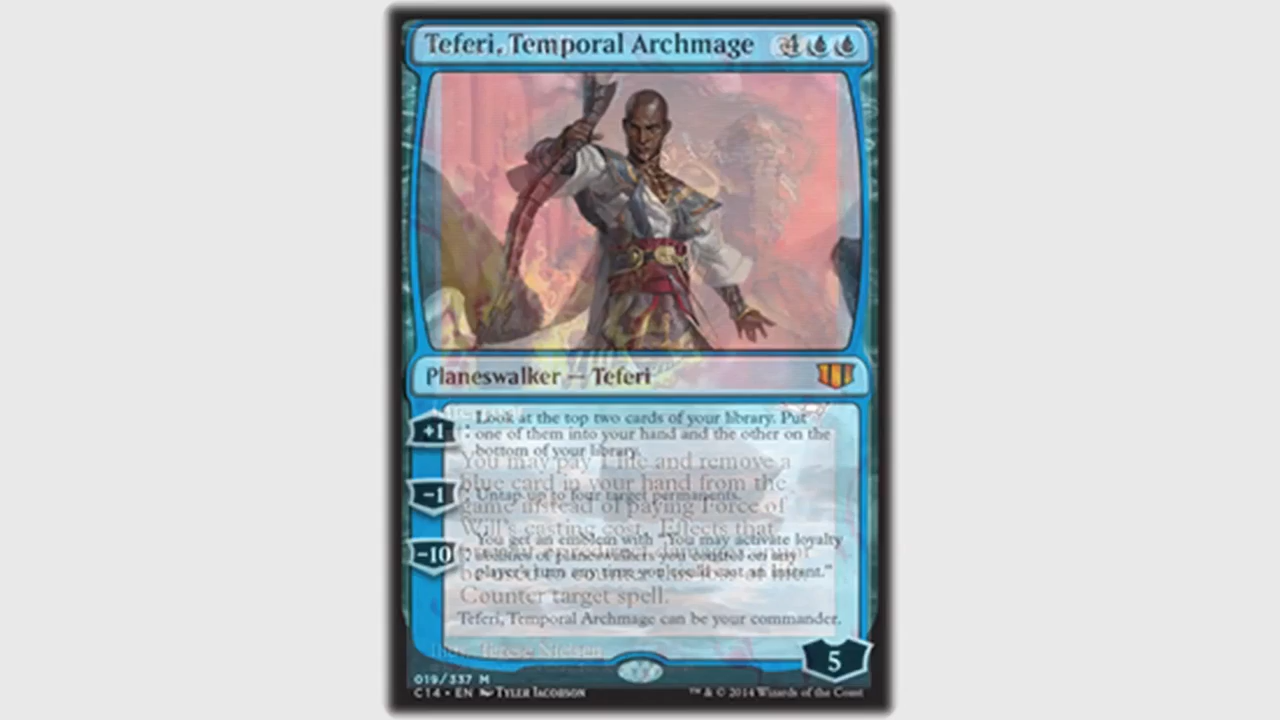 Teferi, Temporal Archmage 4
Planeswalker — Teferi
+1 : Look at the top two cards of your library. Put
one of them into your hand and the other on the
bottom of your library.
You may pay 1 life and remove a
blue card in your hand from the
−1 : Untap up to four target permanents.
game instead of paying Force of
Will's casting cost. Effects that
You get an emblem with "You may activate loyalty
−10 : abilities of planeswalkers you control on any
player's turn any time you could cast an instant."
Counter target spell.
Teferi, Temporal Archmage can be your commander.
Illus. Terese Nielsen
5
019/337 M
C14 • EN Tyler Jacobson
™ & © 2014 Wizards of the Coast